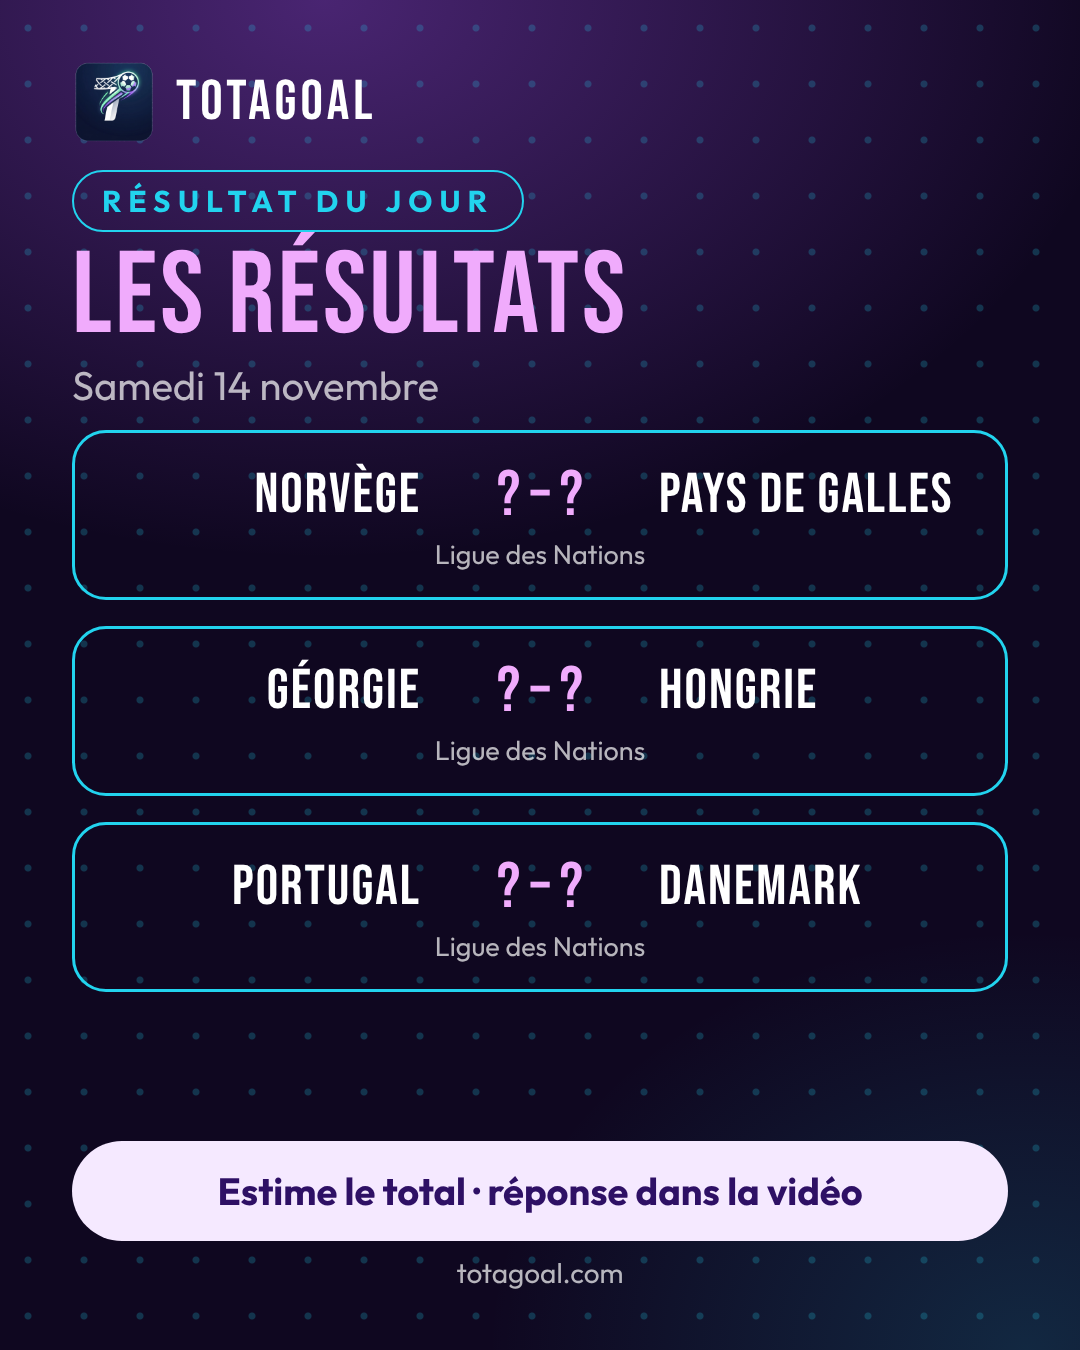 TOTAGOAL
RÉSULTAT DU JOUR
LES RÉSULTATS
Samedi 14 novembre
NORVÈGE ? – ? PAYS DE GALLES
Ligue des Nations
GÉORGIE ? – ? HONGRIE
Ligue des Nations
PORTUGAL ? – ? DANEMARK
Ligue des Nations
Estime le total · réponse dans la vidéo
totagoal.com